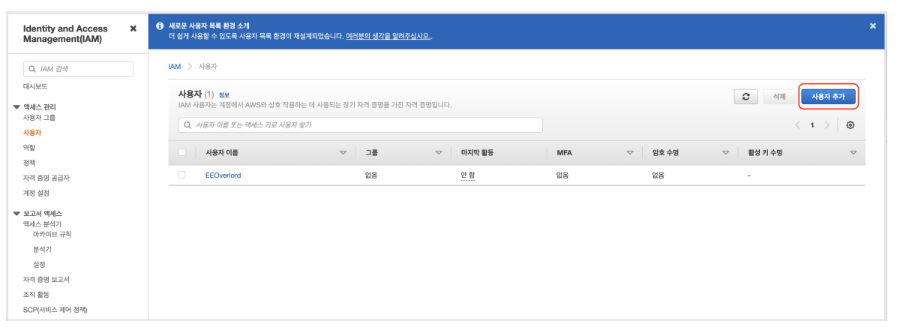 Identity and Access Management(IAM)
IAM 검색
대시보드
액세스 관리
사용자 그룹
사용자
역할
정책
자격 증명 공급자
계정 설정
보고서 액세스
액세스 분석기
아카이브 규칙
분석기
설정
자격 증명 보고서
조직 활동
SCP(서비스 제어 정책)
새로운 사용자 목록 환경 소개
더 쉽게 사용할 수 있도록 사용자 목록 환경이 재설계되었습니다. 여러분의 생각을 알려주십시오..
IAM > 사용자
사용자 (1) 정보
IAM 사용자는 계정에서 AWS와 상호 작용하는 데 사용되는 장기 자격 증명을 가진 자격 증명입니다.
삭제 사용자 추가
사용자 이름 또는 액세스 키로 사용자 찾기
< 1 >
사용자 이름 그룹 마지막 활동 MFA 암호 수명 활성 키 수명
EEOverlord 없음 안 함 없음 없음 -